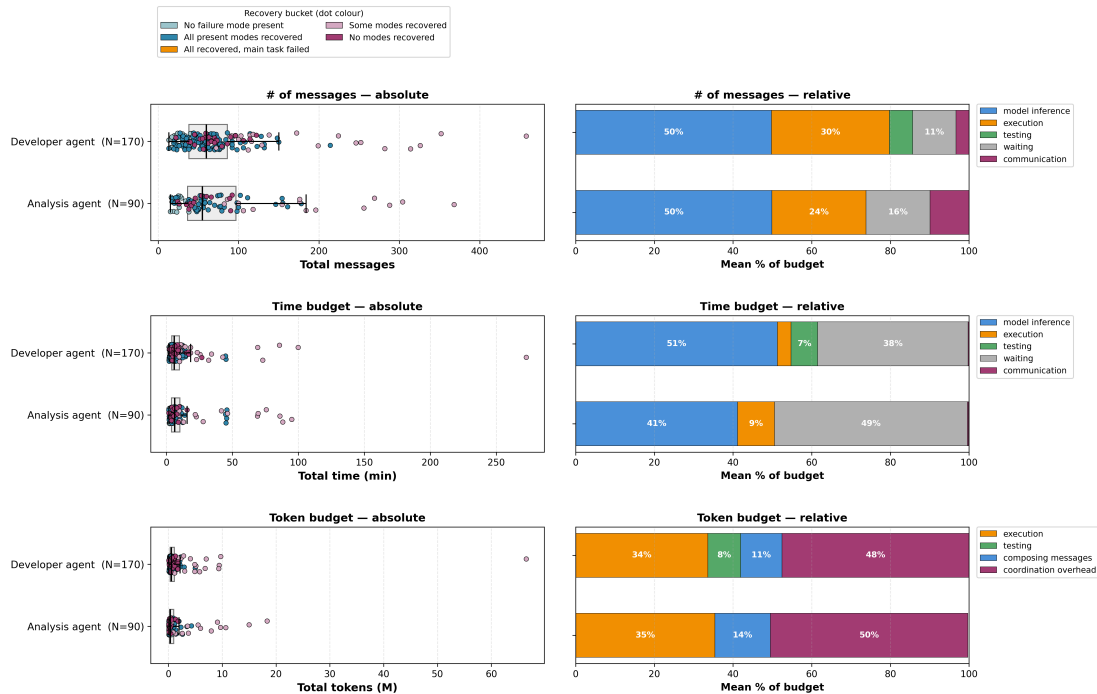 Recovery bucket (dot colour)
No failure mode present
All present modes recovered
All recovered, main task failed
Some modes recovered
No modes recovered
# of messages — absolute
Developer agent (N=170)
Analysis agent (N=90)
0 100 200 300 400
Total messages
# of messages — relative
50% 30% 11%
50% 24% 16%
0 20 40 60 80 100
Mean % of budget
model inference
execution
testing
waiting
communication
Time budget — absolute
Developer agent (N=170)
Analysis agent (N=90)
0 50 100 150 200 250
Total time (min)
Time budget — relative
51% 7% 38%
41% 9% 49%
0 20 40 60 80 100
Mean % of budget
model inference
execution
testing
waiting
communication
Token budget — absolute
Developer agent (N=170)
Analysis agent (N=90)
0 10 20 30 40 50 60
Total tokens (M)
Token budget — relative
34% 8% 11% 48%
35% 14% 50%
0 20 40 60 80 100
Mean % of budget
execution
testing
composing messages
coordination overhead